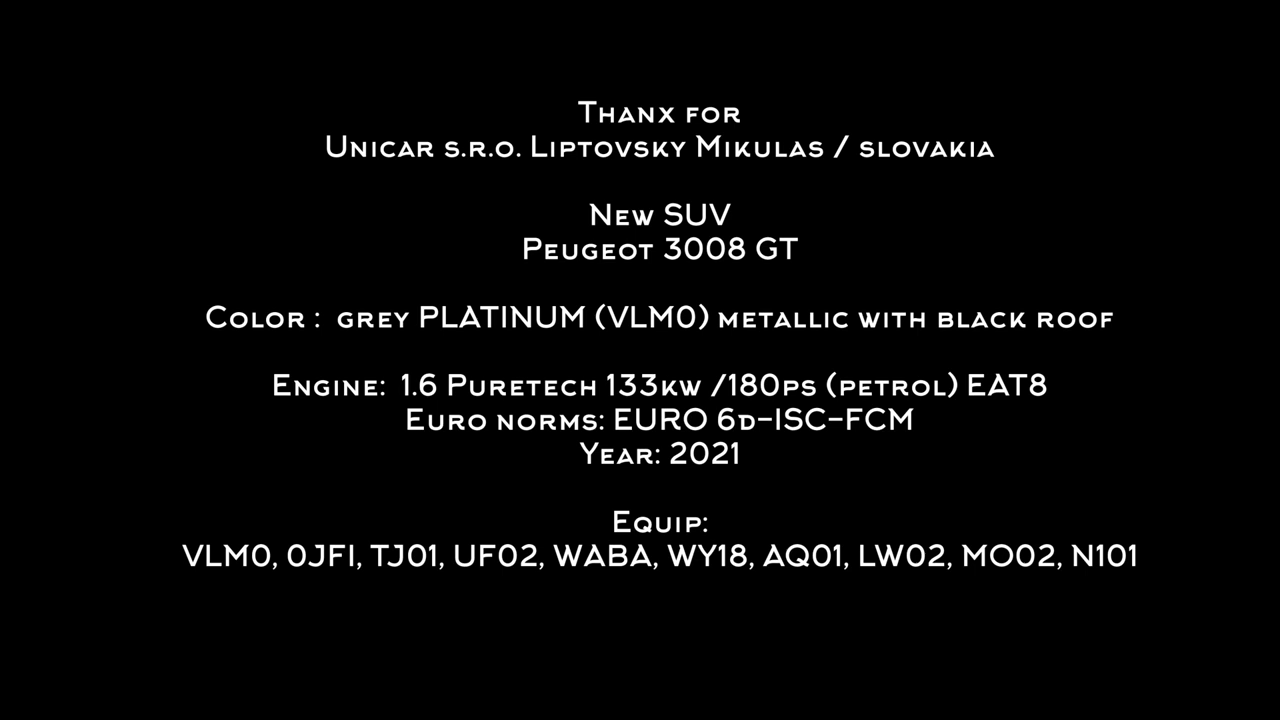 Thanx for
Unicar s.r.o. Liptovsky Mikulas / slovakia
New SUV
Peugeot 3008 GT
Color : grey PLATINUM (VLM0) metallic with black roof
Engine: 1.6 Puretech 133kw /180ps (petrol) EAT8
Euro norms: EURO 6d-ISC-FCM
Year: 2021
Equip:
VLM0, 0JFI, TJ01, UF02, WABA, WY18, AQ01, LW02, MO02, N101